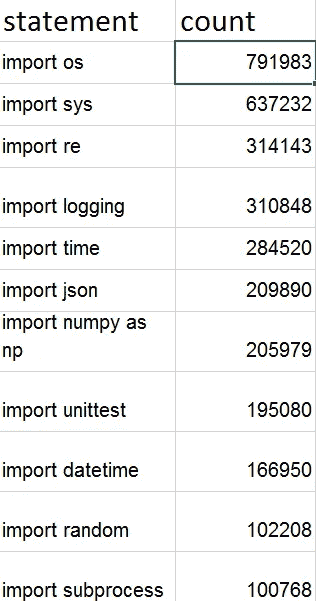 statement count
import os 791983
import sys 637232
import re 314143
import logging 310848
import time 284520
import json 209890
import numpy as
np 205979
import unittest 195080
import datetime 166950
import random 102208
import subprocess 100768